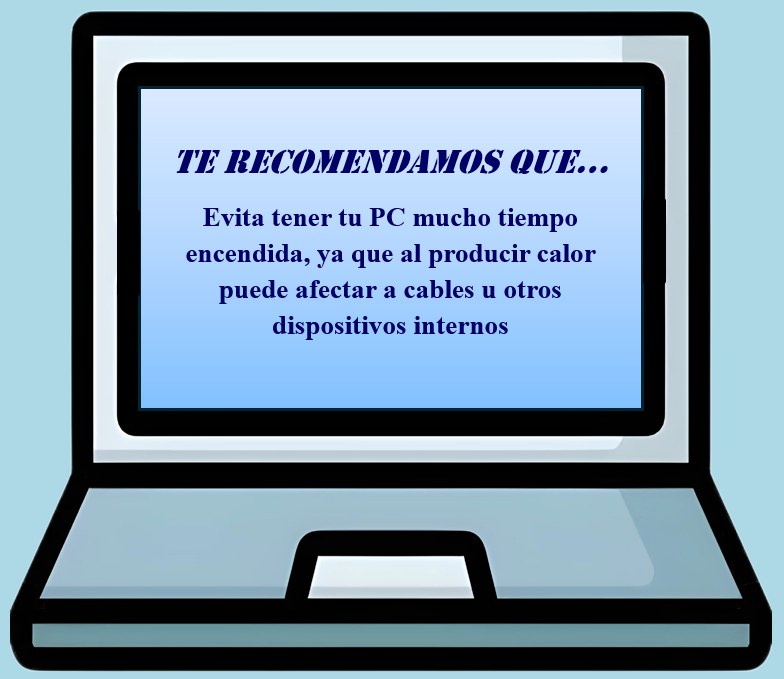 TE RECOMENDAMOS QUE...
Evita tener tu PC mucho tiempo
encendida, ya que al producir calor
puede afectar a cables u otros
dispositivos internos